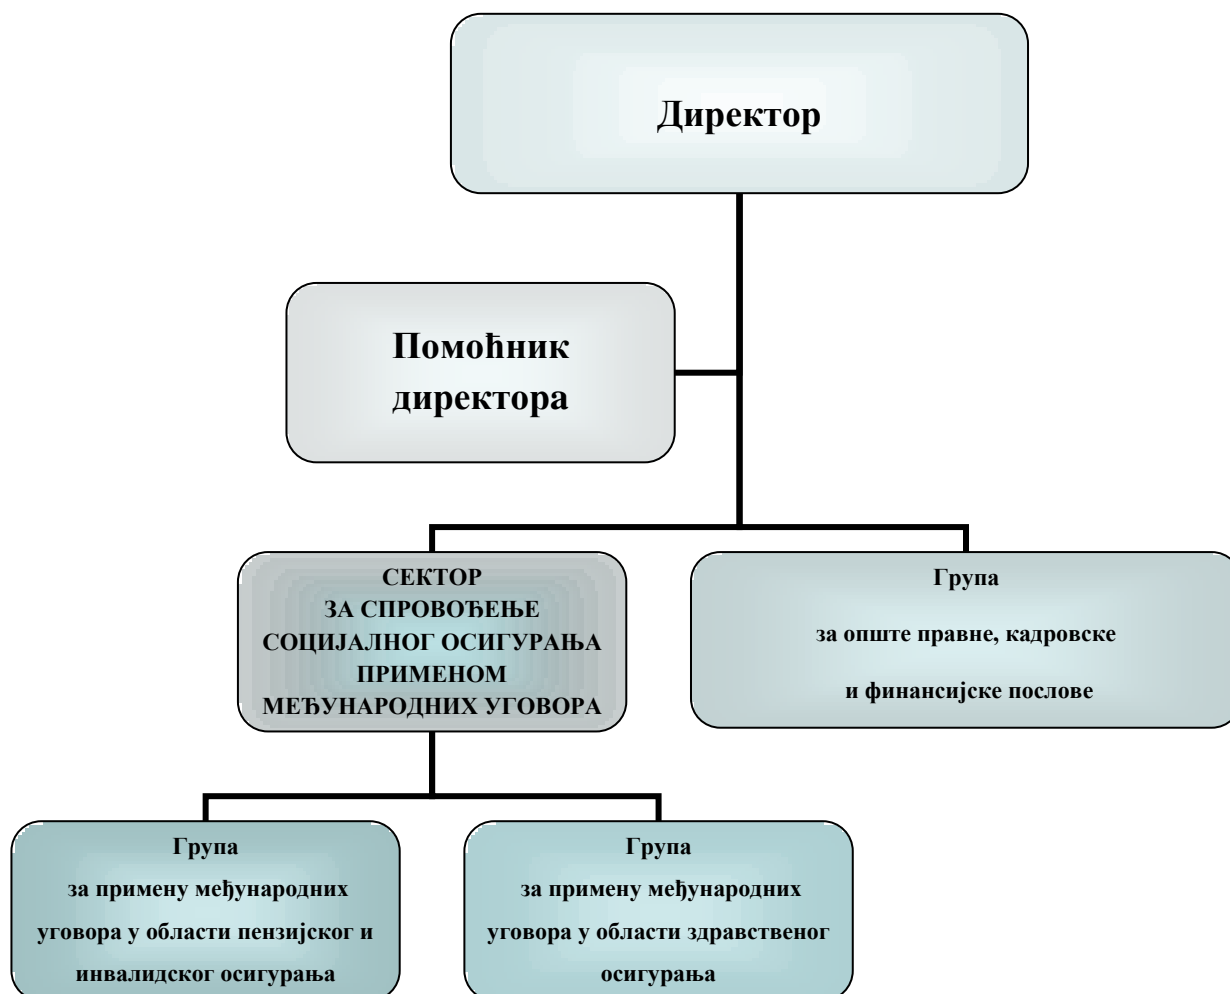 Директор
Помоћник
директора
СЕКТОР
ЗА СПРОВОЂЕЊЕ
СОЦИЈАЛНОГ ОСИГУРАЊА
ПРИМЕНОМ
МЕЂУНАРОДНИХ УГОВОРА
Група
за опште правне, кадровске
и финансијске послове
Група
за примену међународних
уговора у области пензијског и
инвалидског осигурања
Група
за примену међународних
уговора у области здравственог
осигурања